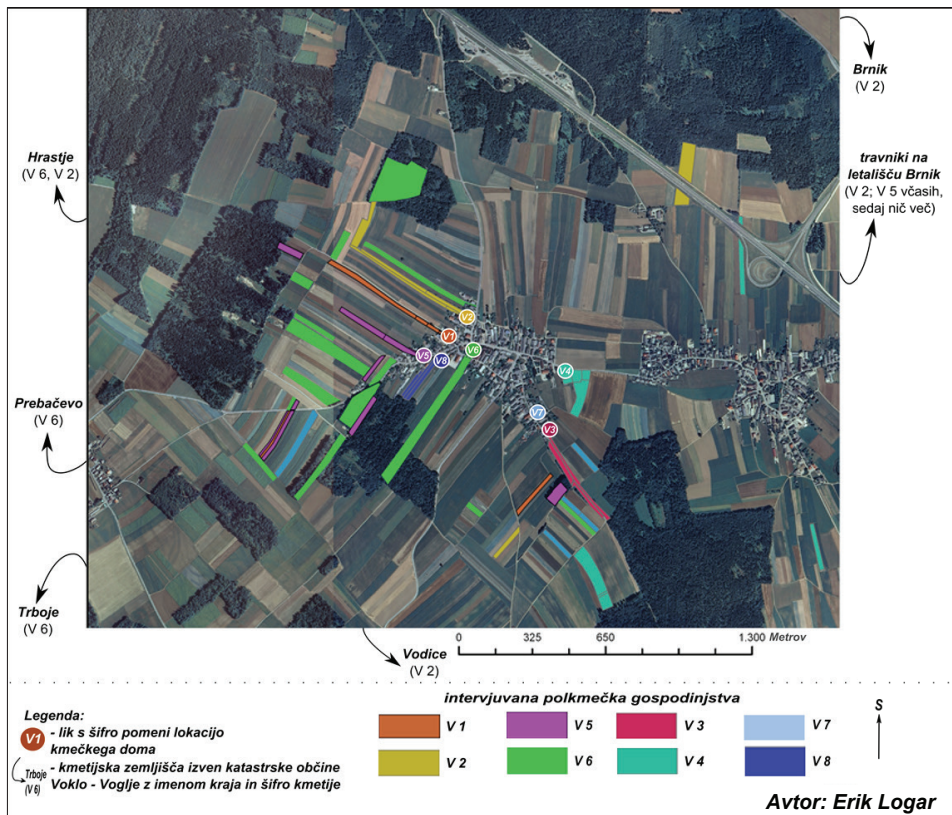 Brnik
(V 2)
Hrastje
(V 6, V 2)
travniki na
letališču Brnik
(V 2; V 5 včasih,
sedaj nič več)
V2
V1
V5
V8
V6
V4
V7
V3
Prebačevo
(V 6)
Trboje
(V 6)
Vodice
(V 2)
0 325 650 1.300 Metrov
intervjuvana polkmečka gospodinjstva
Legenda:
V1 - lik s šifro pomeni lokacijo
kmečkega doma
Trboje
(V 6)
- kmetijska zemljišča izven katastrske občine
Voklo - Voglje z imenom kraja in šifro kmetije
V 1 V 5 V 3 V 7
V 2 V 6 V 4 V 8
S
Avtor: Erik Logar